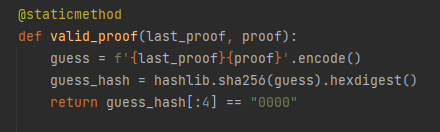 @staticmethod
def valid_proof(last_proof, proof):
    guess = f'{last_proof}{proof}'.encode()
    guess_hash = hashlib.sha256(guess).hexdigest()
    return guess_hash[:4] == "0000"